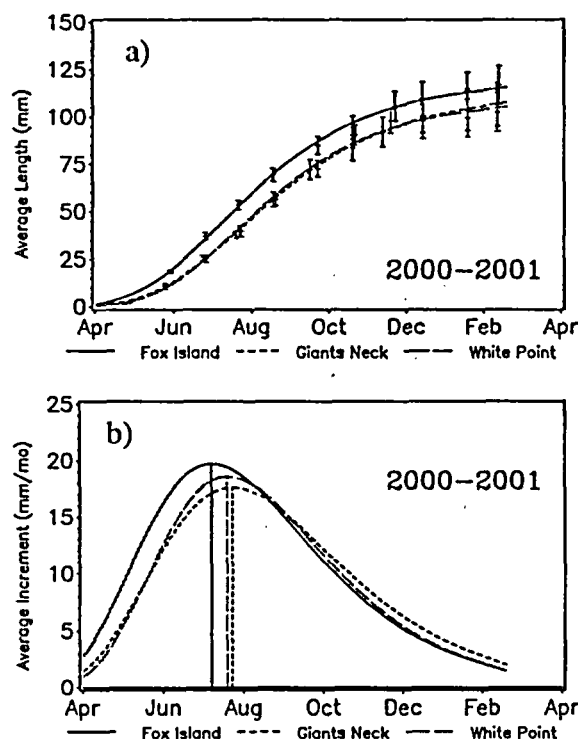 a)
150
125
100
75
50
25
0
Average Length (mm)
2000-2001
Apr Jun Aug Oct Dec Feb Apr
Fox Island Giants Neck White Point
b)
25
20
15
10
5
0
Average Increment (mm/mo)
2000-2001
Apr Jun Aug Oct Dec Feb Apr
Fox Island Giants Neck White Point